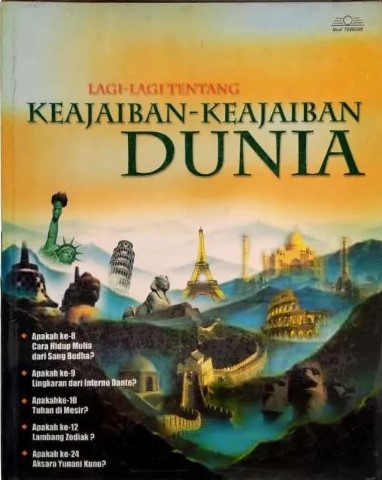 LAGI-LAGI TENTANG
KEAJAIBAN-KEAJAIBAN
DUNIA
Apakah ke-8
Cara Hidup Mulia
dari Sang Budha?
Apakah ke-9
Lingkaran dari Inferno Dante?
Apakahke-10
Tuhan di Mesir?
Apakah ke-12
Lambang Zodiak ?
Apakah ke-24
Aksara Yunani Kuno?